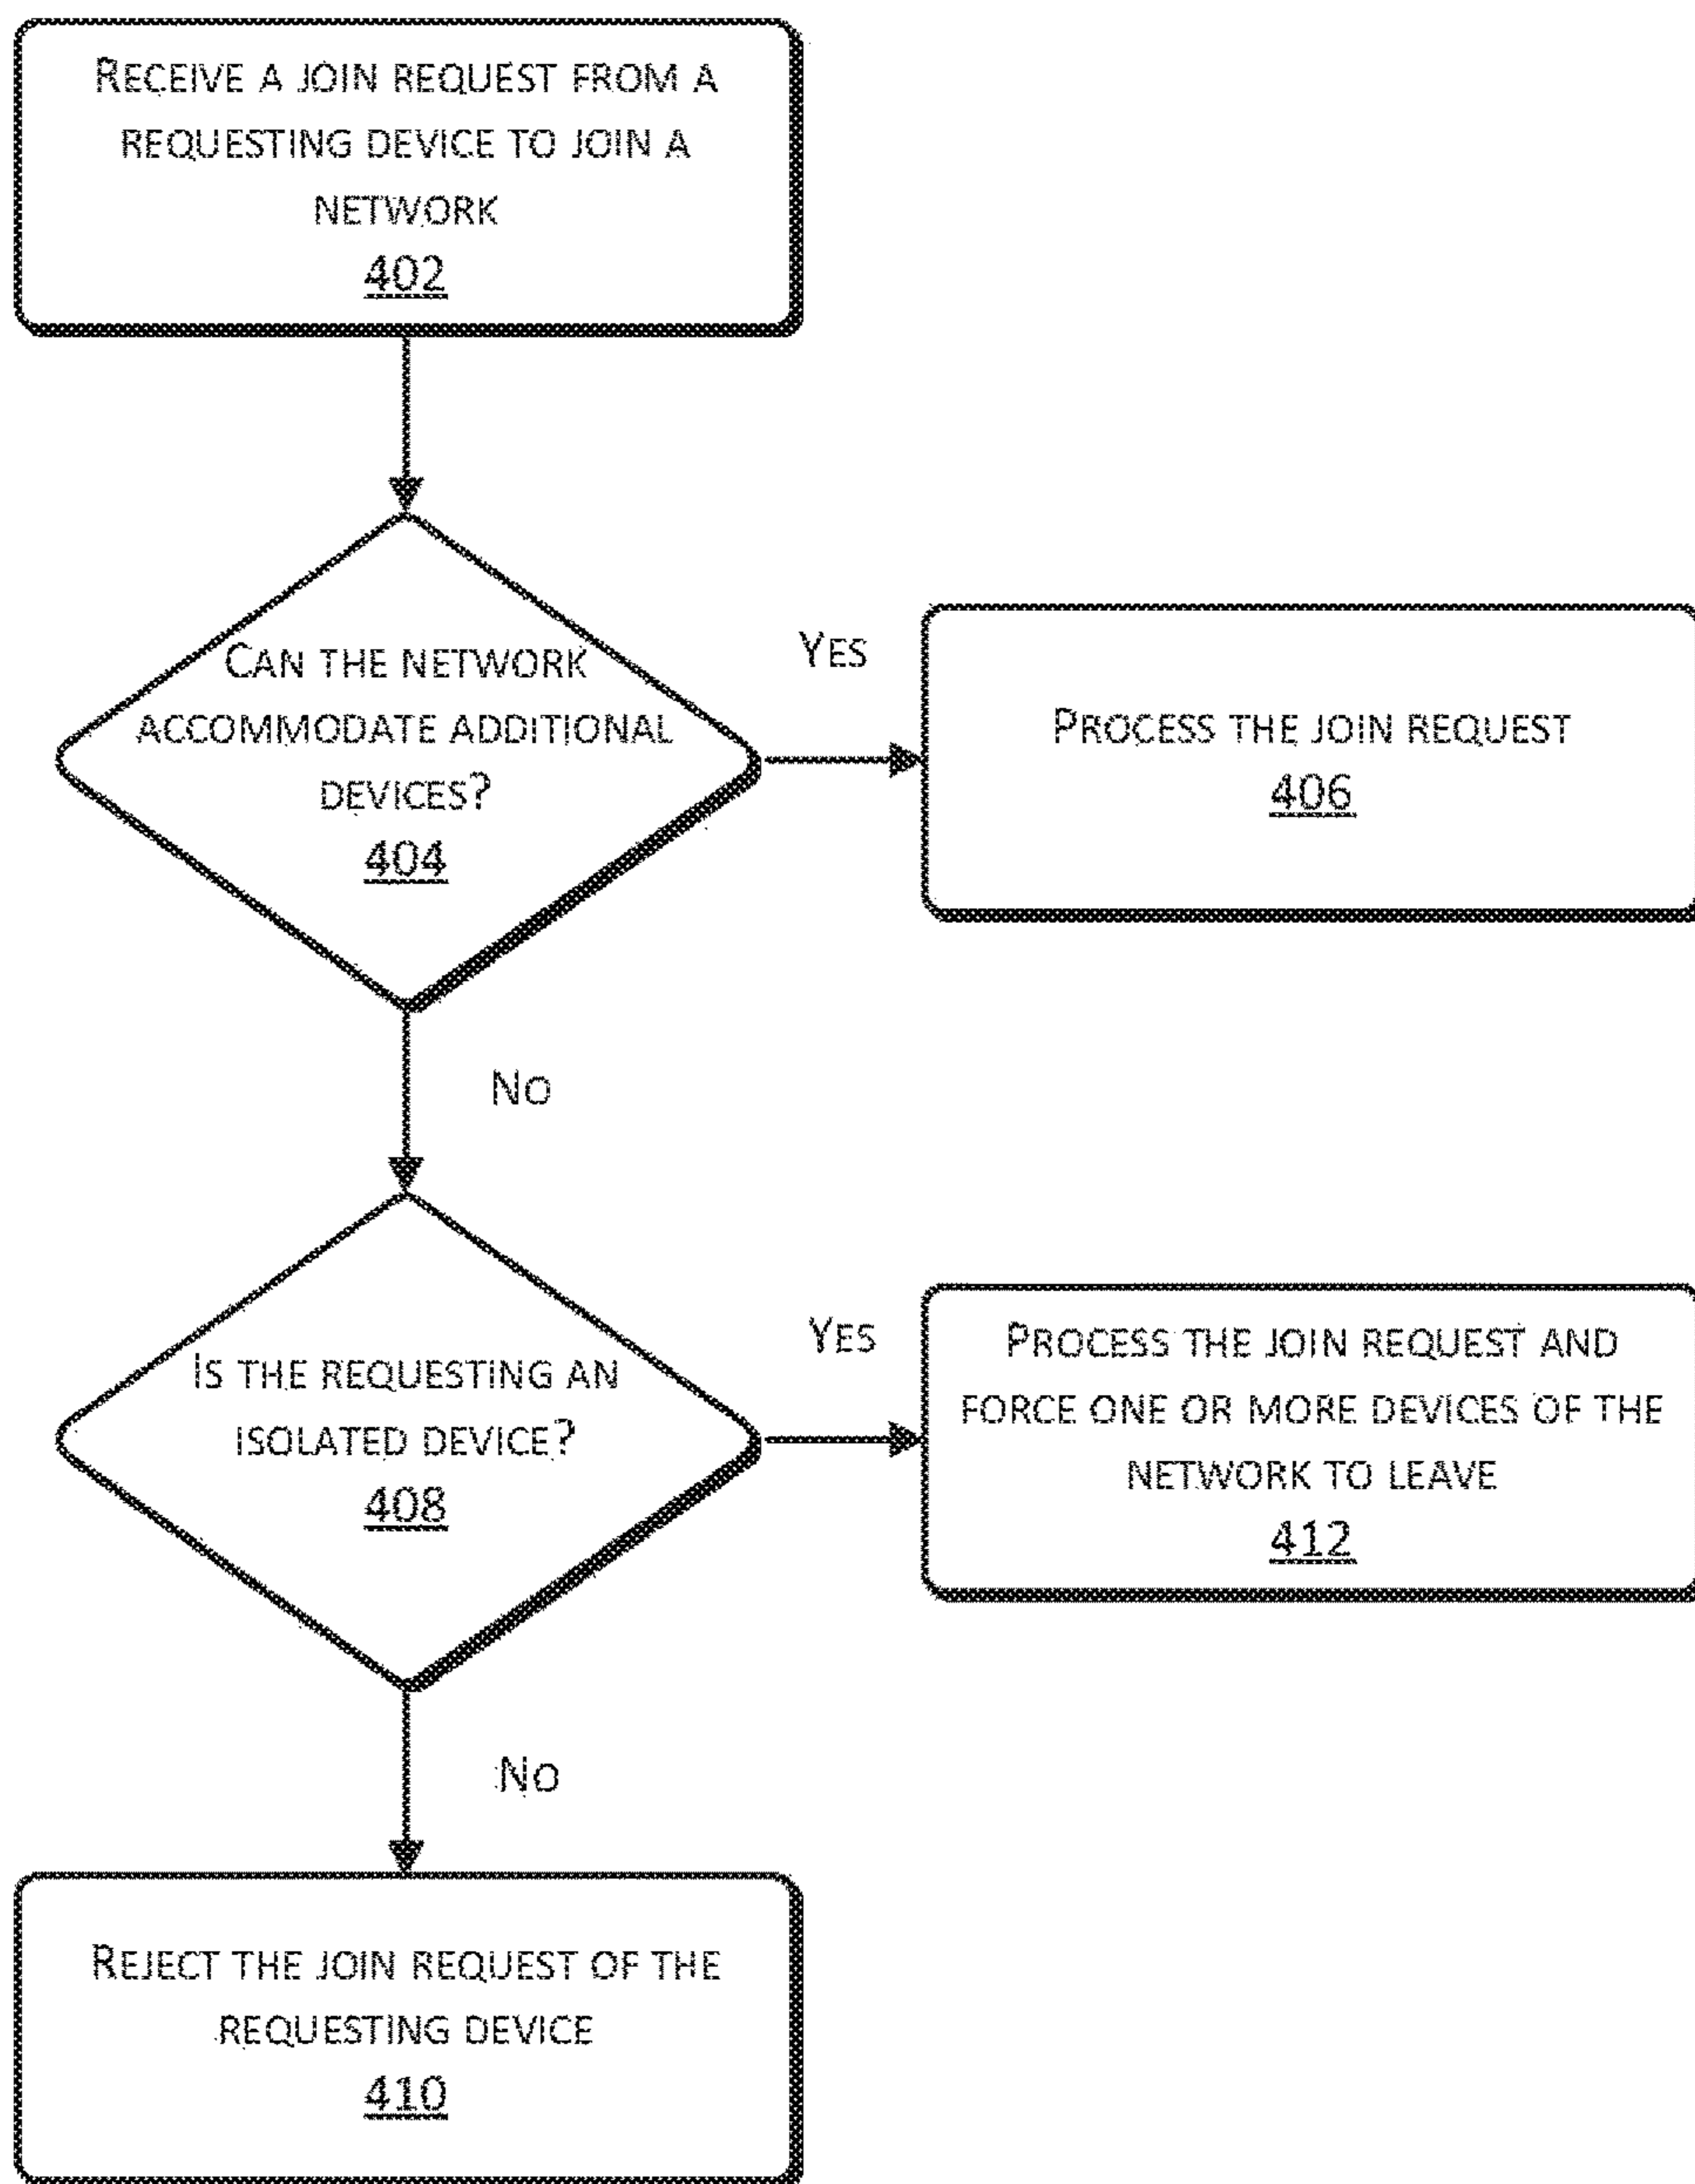 RECEIVE A JOIN REQUEST FROM A
REQUESTING DEVICE TO JOIN A
NETWORK
402
CAN THE NETWORK
ACCOMMODATE ADDITIONAL
DEVICES?
404
YES
PROCESS THE JOIN REQUEST
406
NO
IS THE REQUESTING AN
ISOLATED DEVICE?
408
YES
PROCESS THE JOIN REQUEST AND
FORCE ONE OR MORE DEVICES OF THE
NETWORK TO LEAVE
412
NO
REJECT THE JOIN REQUEST OF THE
REQUESTING DEVICE
410